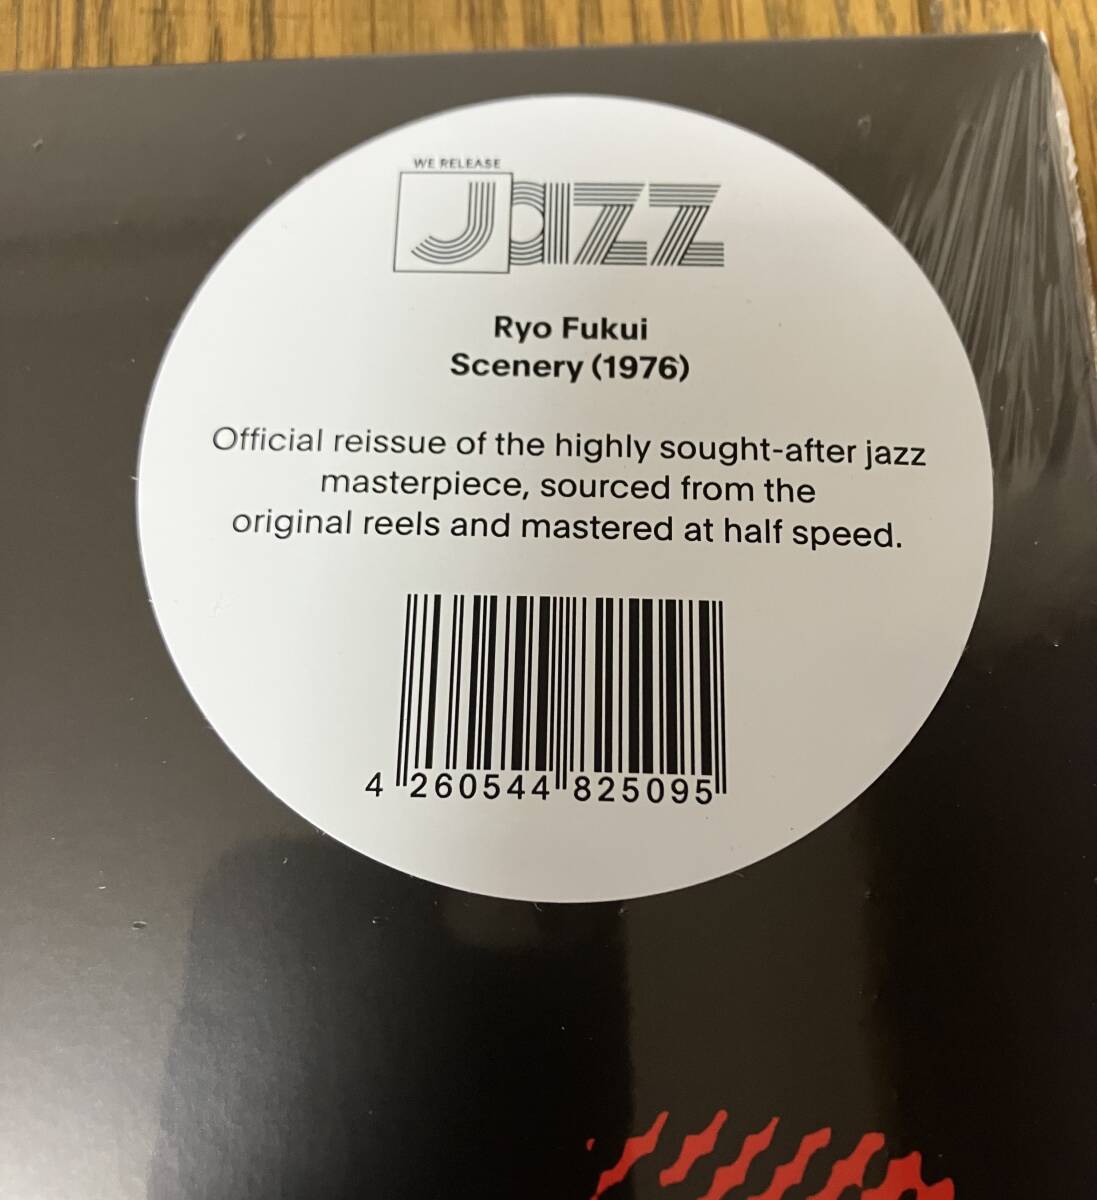 WE RELEASE
Jazz
Ryo Fukui
Scenery (1976)
Official reissue of the highly sought-after jazz
masterpiece, sourced from the
original reels and mastered at half speed.
4 260544 825095